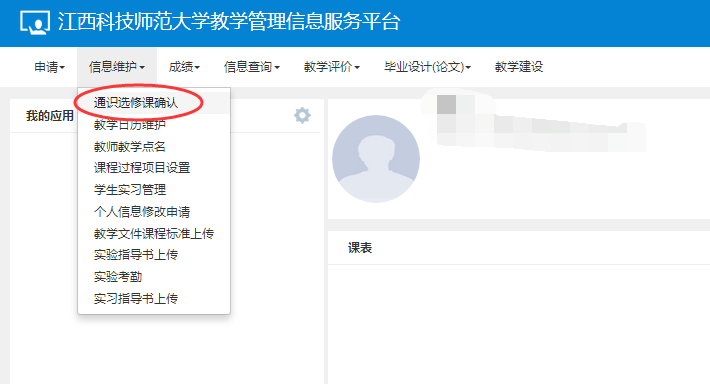 江西科技师范大学教学管理信息服务平台
申请 信息维护 成绩 信息查询 教学评价 毕业设计(论文) 教学建设
我的应用
通识选修课确认
教学日历维护
教师教学点名
课程过程项目设置
学生实习管理
个人信息修改申请
教学文件课程标准上传
实验指导书上传
实验考勤
实习指导书上传
课表